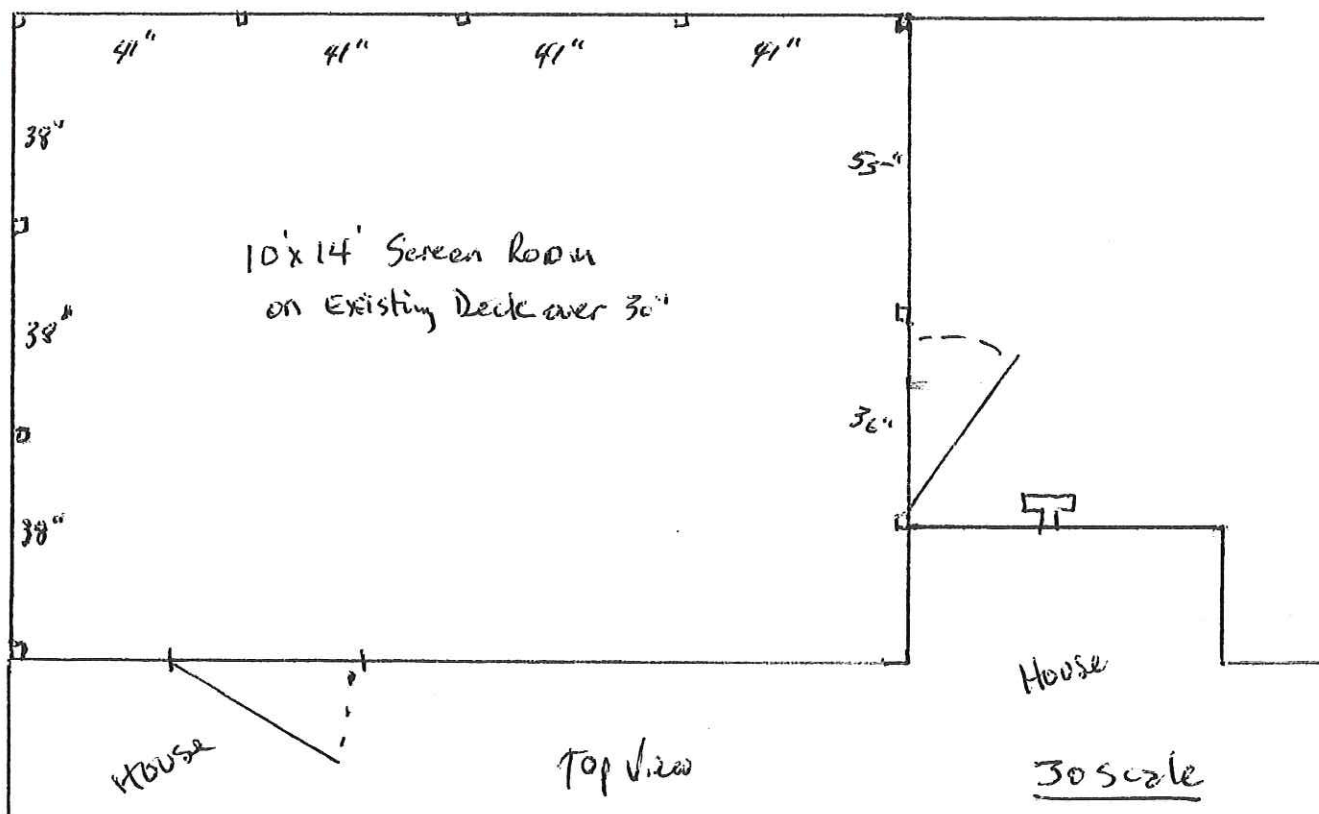 41" 41" 41" 41"
38"
55"
10'x14' Screen Room
on Existing Deck over 30"
38"
36"
38"
House
House
Top View
30 scale